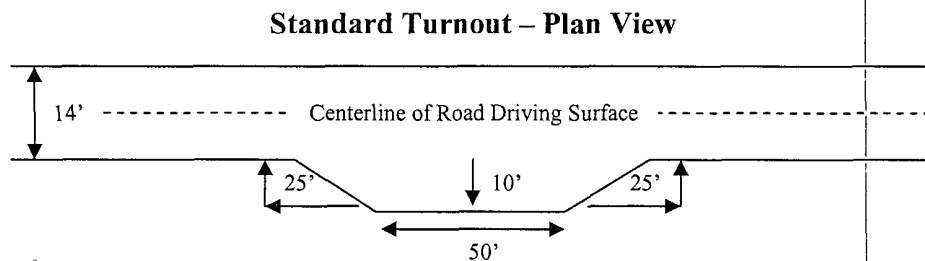 Standard Turnout – Plan View
14’
Centerline of Road Driving Surface
25’
10’
25’
50’